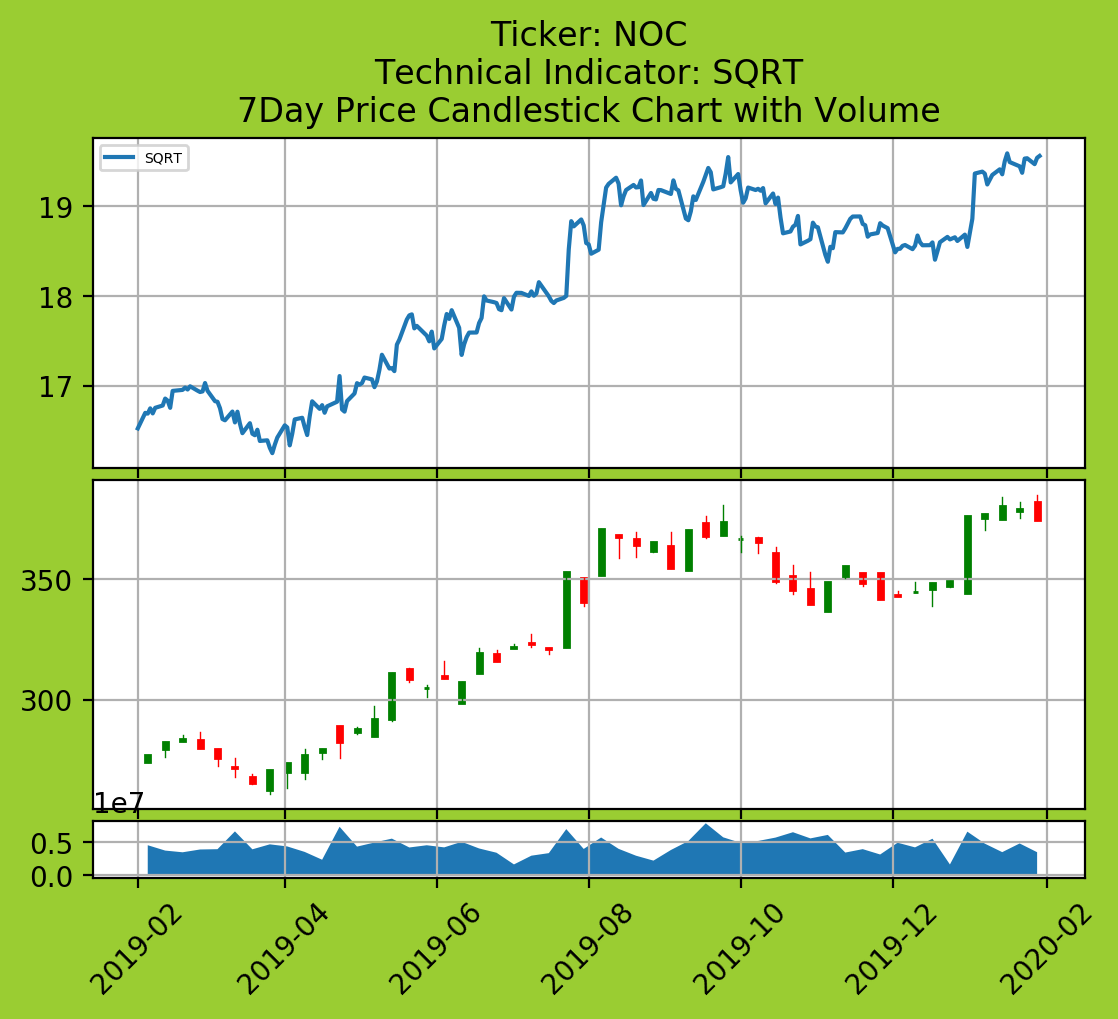 Ticker: NOC
Technical Indicator: SQRT
7Day Price Candlestick Chart with Volume
SQRT
19
18
17
350
300
1e7
0.5
0.0
2019-02 2019-04 2019-06 2019-08 2019-10 2019-12 2020-02